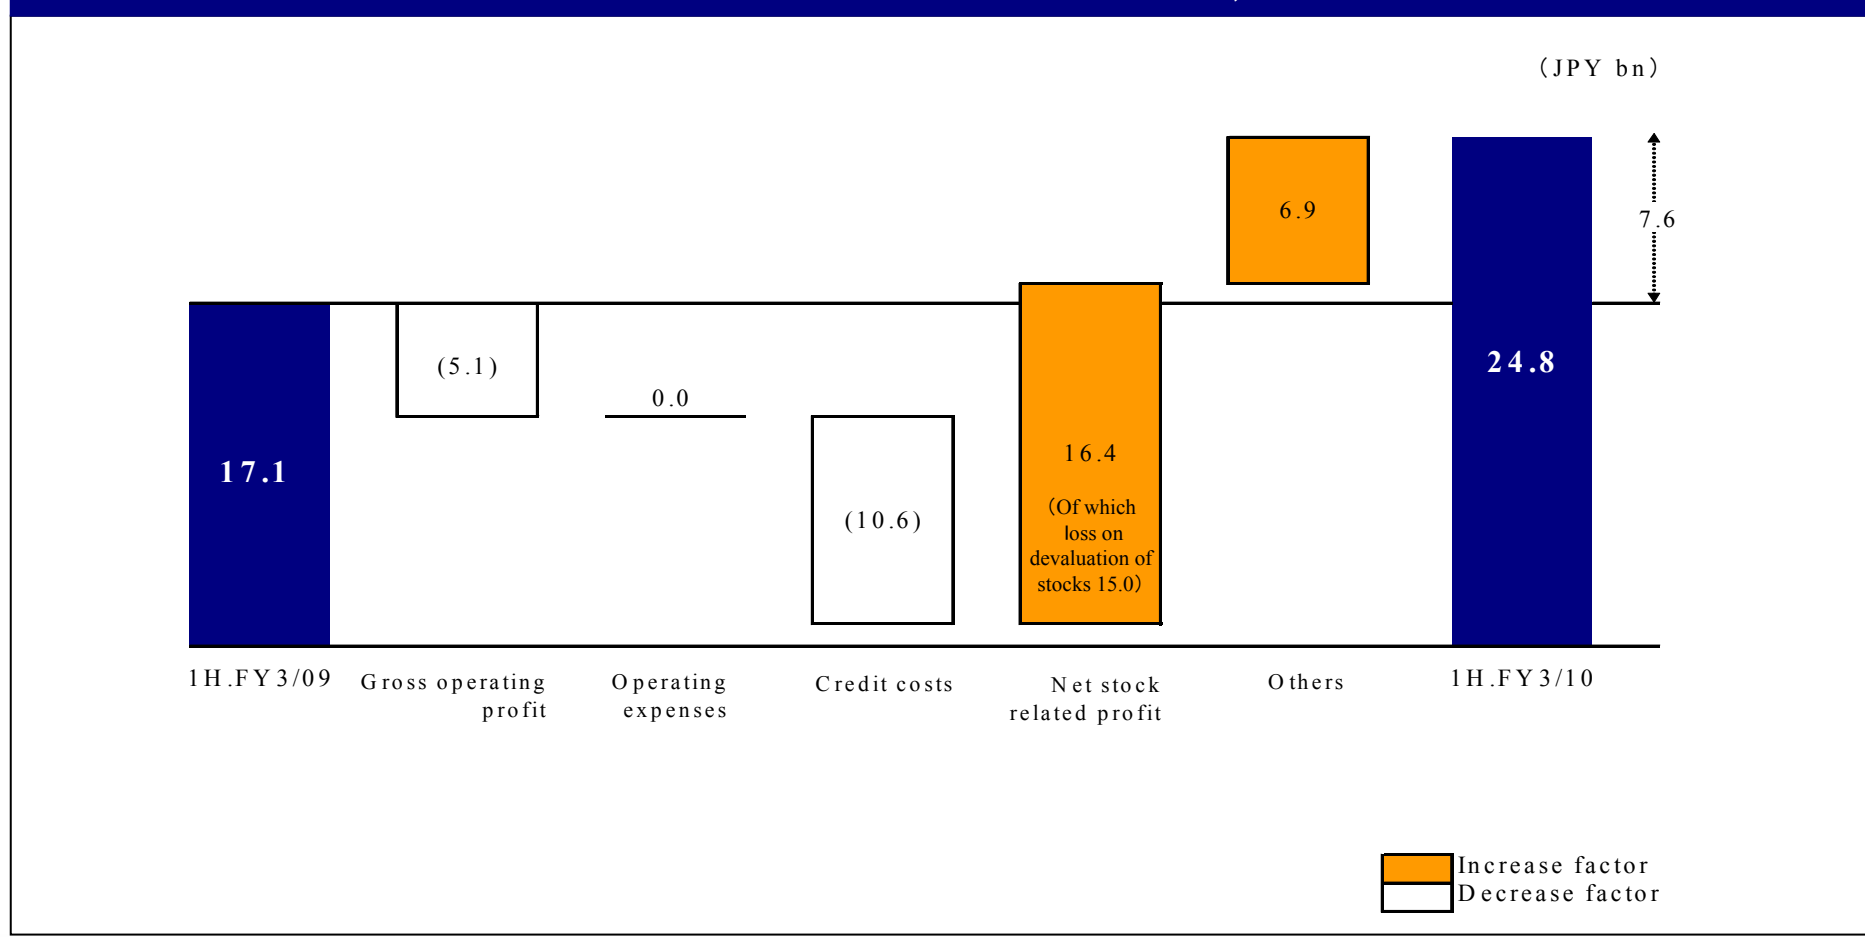 (JPY bn)
6.9
7.6
(5.1)
0.0
24.8
17.1
16.4
(10.6)
(Of which
loss on
devaluation of
stocks 15.0)
1H.FY3/09
Gross operating
profit
Operating
expenses
Credit costs
Net stock
related profit
Others
1H.FY3/10
Increase factor
Decrease factor